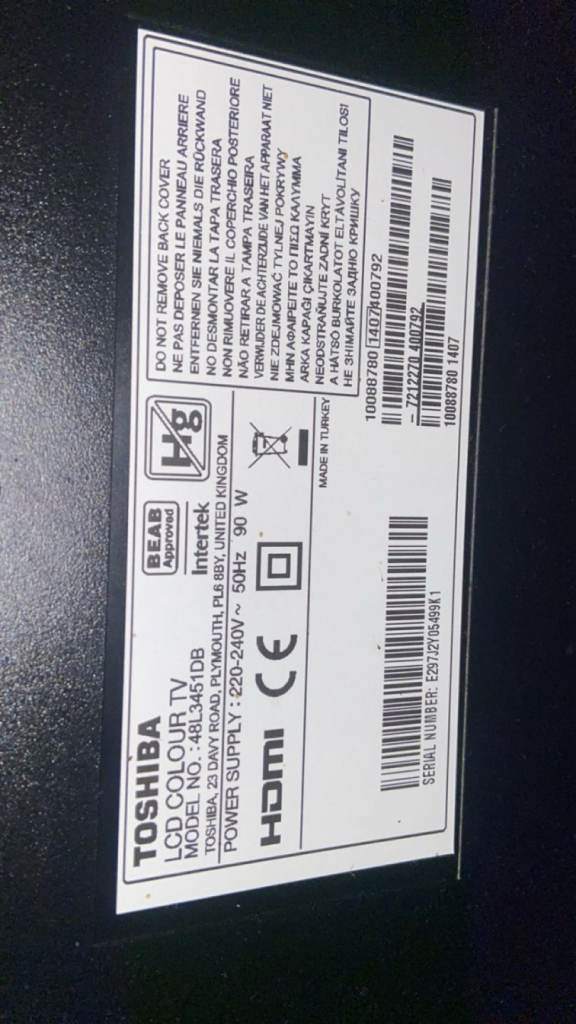 TOSHIBA
LCD COLOUR TV
MODEL NO. : 48L3451DB
TOSHIBA, 23 DAVY ROAD, PLYMOUTH, PL6 8BY, UNITED KINGDOM
POWER SUPPLY : 220-240V~ 50Hz 90 W
BEAB
Approved
Intertek
Hg
HDMI CE
DO NOT REMOVE BACK COVER
NE PAS DEPOSER LE PANNEAU ARRIERE
ENTFERNEN SIE NIEMALS DIE RÜCKWAND
NO DESMONTAR LA TAPA TRASERA
NON RIMUOVERE IL COPERCHIO POSTERIORE
NÃO RETIRAR A TAMPA TRASEIRA
VERWIJDER DE ACHTERZIJDE VAN HET APPARAAT NIET
NIE ZDEJMOWAĆ TYLNEJ POKRYWY
ΜΗΝ ΑΦΑΙΡΕΙΤΕ ΤΟ ΠΙΣΩ ΚΑΛΥΜΜΑ
ARKA KAPAĞI ÇIKARTMAYIN
NEODSTRAŇUJTE ZADNÍ KRYT
A HÁTSÓ BURKOLATOT ELTÁVOLÍTANI TILOS!
НЕ ЗНІМАЙТЕ ЗАДНЮ КРИШКУ
MADE IN TURKEY
10088780 1407 400792
7212270 400792
10088780 1407
SERIAL NUMBER: E297J2Y05499K1